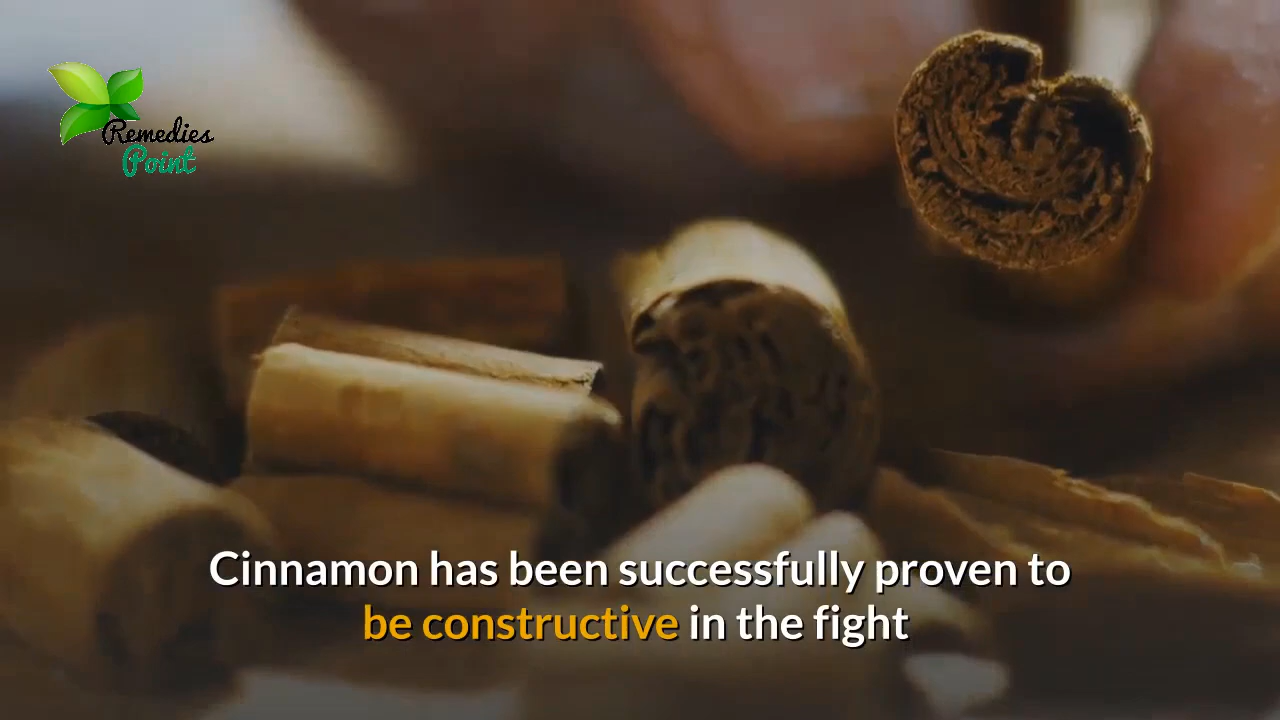 Remedies
Point
Cinnamon has been successfully proven to
be constructive in the fight